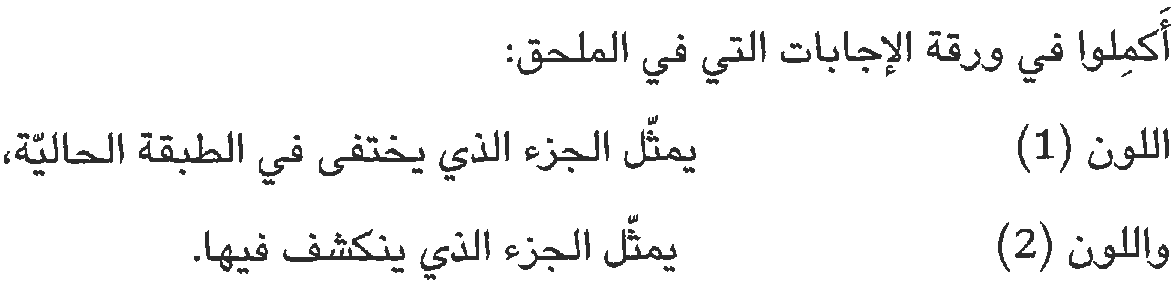 أَكمِلوا في ورقة الإجابات التي في الملحق:
اللون (1) يمثّل الجزء الذي يختفى في الطبقة الحاليّة،
واللون (2) يمثّل الجزء الذي ينكشف فيها.